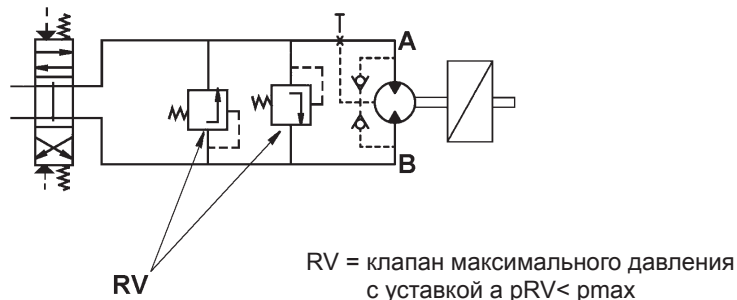 T
A
B
RV
RV = клапан максимального давления
с уставкой а pRV< pmax